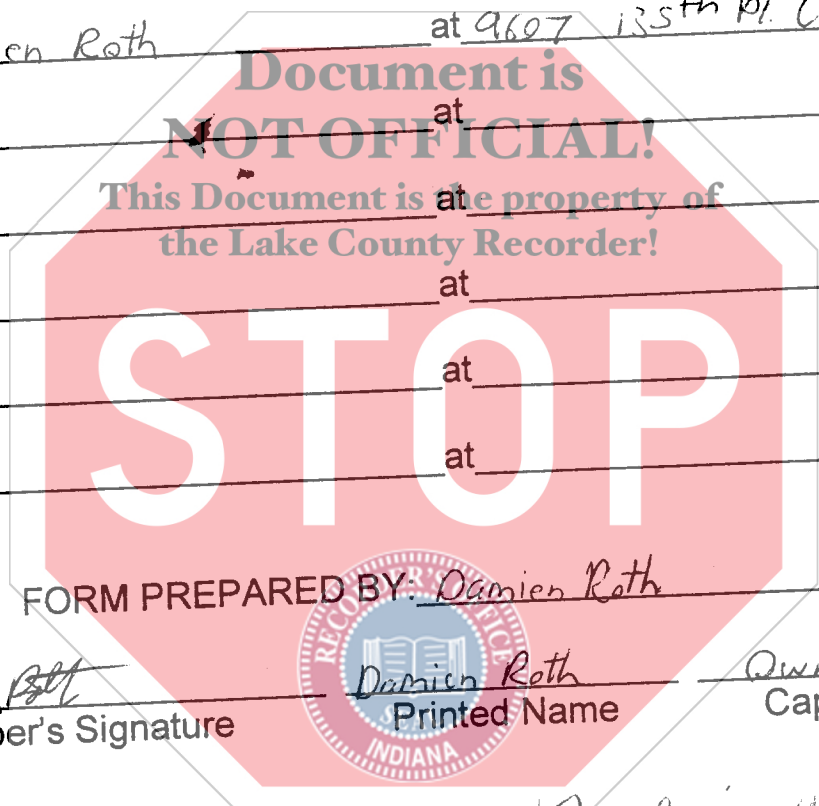 en Roth at 9607 135th Pl.
Document is
at
NOT OFFICIAL!
This Document is the property of
at
the Lake County Recorder!
at
STOP
at
at
FORM PREPARED BY: Damien Roth
RECORDER'S OFFICE
Damien Roth
er's Signature Printed Name Cap
SEAL
INDIANA